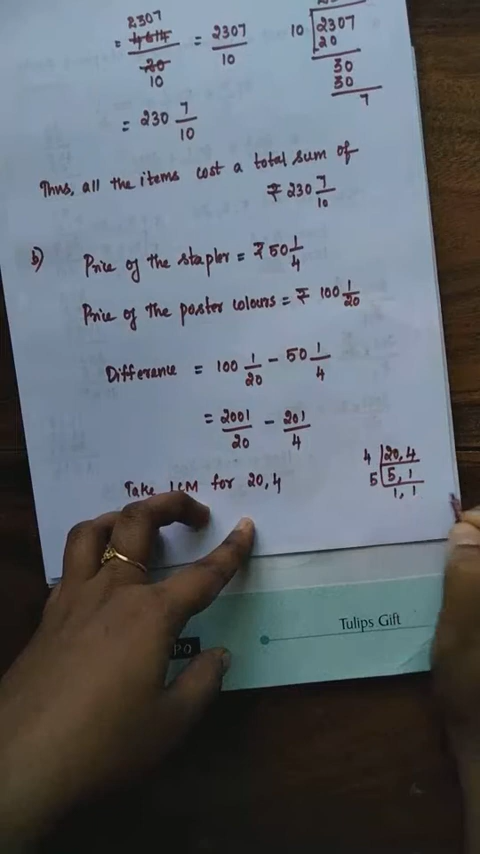 2307
= 4614/20 = 2307/10
10
10 2307
20
30
30
7
= 230 7/10
Thus, all the items cost a total sum of
₹ 230 7/10
b) Price of the stapler = ₹ 50 1/4
Price of the poster colours = ₹ 100 1/20
Difference = 100 1/20 - 50 1/4
= 2001/20 - 201/4
Take LCM for 20, 4
4 20, 4
5 5, 1
1, 1
Tulips Gift